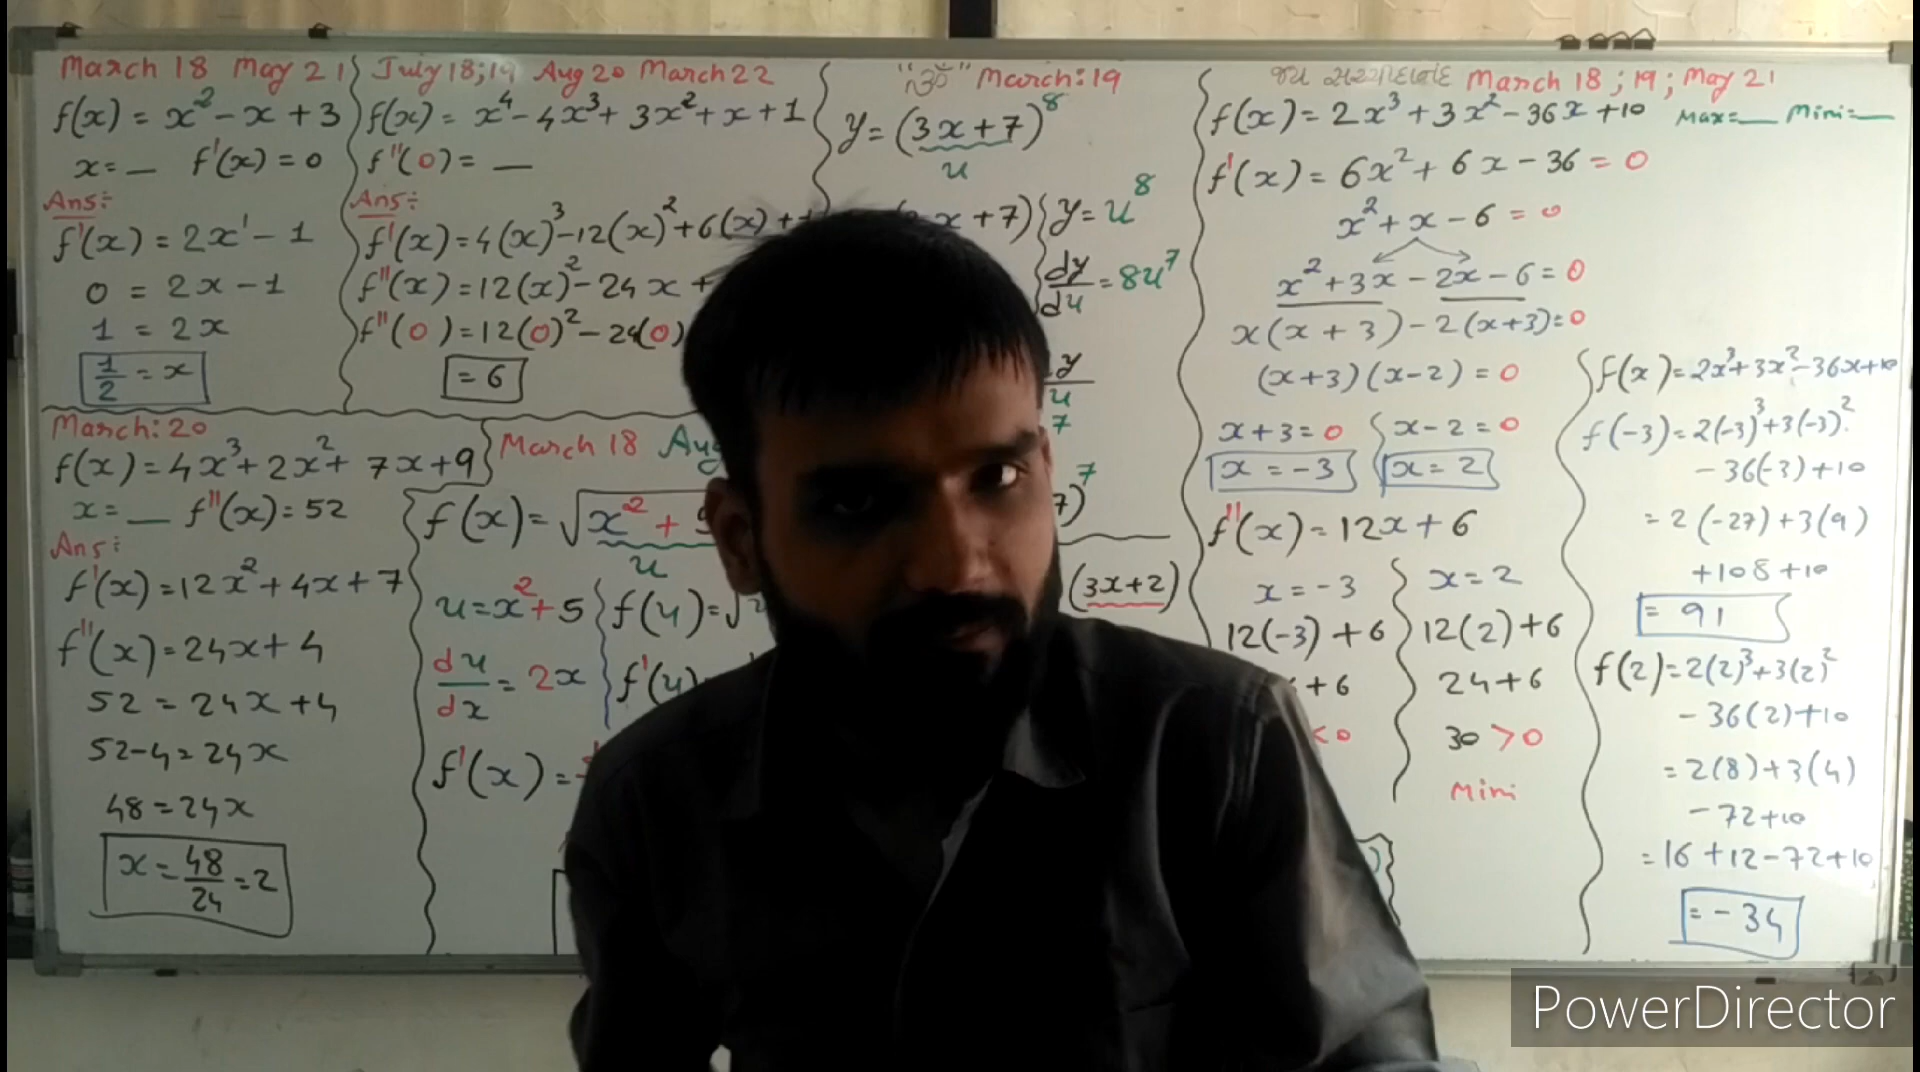 March 18 May 21
f(x) = x² - x + 3
x = __ f'(x) = 0
Ans:
f'(x) = 2x¹ - 1
0 = 2x - 1
1 = 2x
1/2 = x
July 18;19 Aug 20 March 22
f(x) = x⁴ - 4x³ + 3x² + x + 1
f''(0) = __
Ans:
f'(x) = 4(x)³ - 12(x)² + 6(x) +
f''(x) = 12(x)² - 24x +
f''(0) = 12(0)² - 24(0)
= 6
"ૐ" March: 19
y = (3x + 7)⁸
u
x + 7)
y = u⁸
dy/du = 8u⁷
y
u
7
7)⁷
(3x + 2)
March: 20
f(x) = 4x³ + 2x² + 7x + 9
x = __ f''(x) = 52
Ans:
f'(x) = 12x² + 4x + 7
f''(x) = 24x + 4
52 = 24x + 4
52 - 4 = 24x
48 = 24x
x = 48/24 = 2
March 18 Aug
f(x) = √x² + 5
u
u = x² + 5
du/dx = 2x
f(u) = √
f'(u)
f'(x) =
જય March 18 ; 19 ; May 21
f(x) = 2x³ + 3x² - 36x + 10 Max = __ Mini = __
f'(x) = 6x² + 6x - 36 = 0
x² + x - 6 = 0
x² + 3x - 2x - 6 = 0
x(x + 3) - 2(x + 3) = 0
(x + 3)(x - 2) = 0
x + 3 = 0
x = -3
x - 2 = 0
x = 2
f''(x) = 12x + 6
x = -3
12(-3) + 6
+ 6
< 0
x = 2
12(2) + 6
24 + 6
30 > 0
Mini
f(x) = 2x³ + 3x² - 36x + 10
f(-3) = 2(-3)³ + 3(-3)²
- 36(-3) + 10
= 2(-27) + 3(9)
+ 108 + 10
= 91
f(2) = 2(2)³ + 3(2)²
- 36(2) + 10
= 2(8) + 3(4)
- 72 + 10
= 16 + 12 - 72 + 10
= - 34
PowerDirector